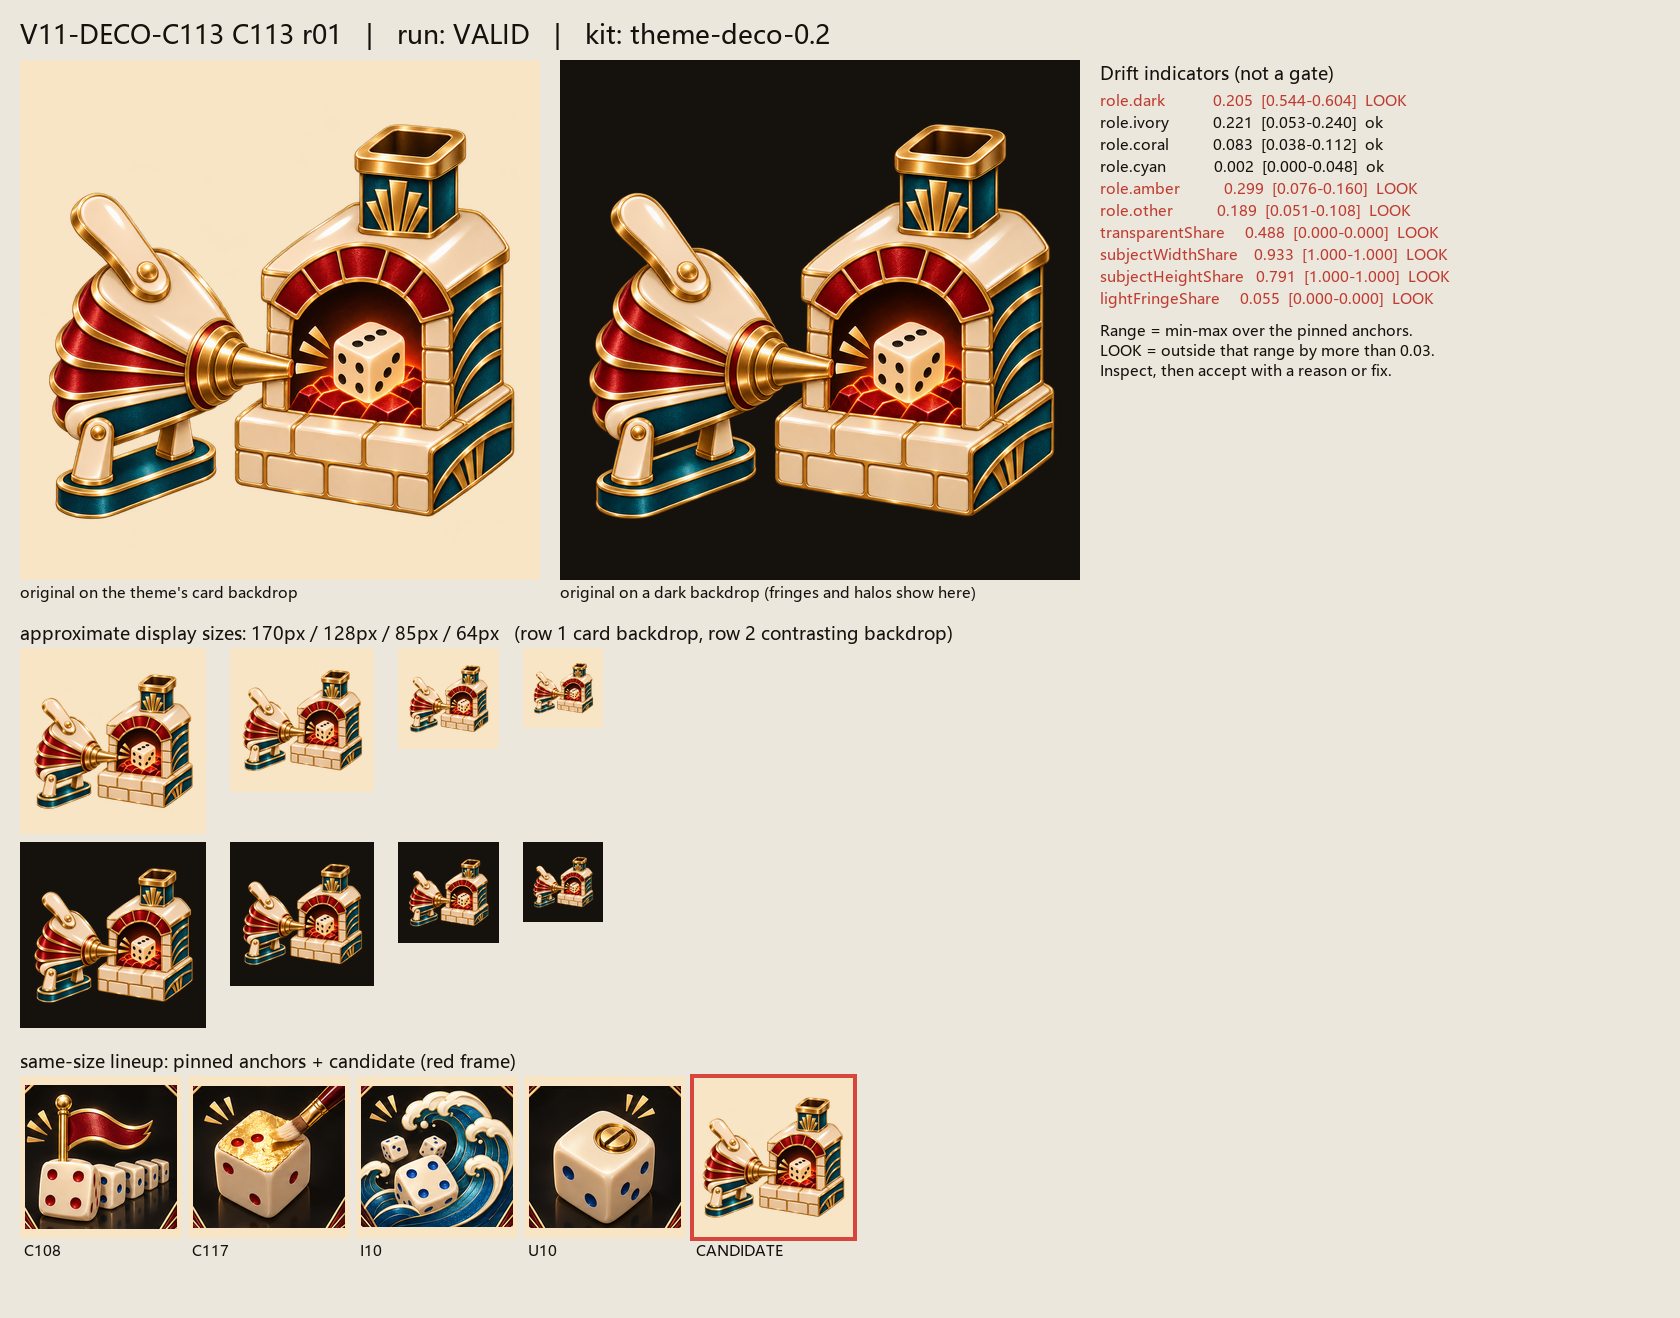 V11-DECO-C113 C113 r01 | run: VALID | kit: theme-deco-0.2
Drift indicators (not a gate)
role.dark 0.205 [0.544-0.604] LOOK
role.ivory 0.221 [0.053-0.240] ok
role.coral 0.083 [0.038-0.112] ok
role.cyan 0.002 [0.000-0.048] ok
role.amber 0.299 [0.076-0.160] LOOK
role.other 0.189 [0.051-0.108] LOOK
transparentShare 0.488 [0.000-0.000] LOOK
subjectWidthShare 0.933 [1.000-1.000] LOOK
subjectHeightShare 0.791 [1.000-1.000] LOOK
lightFringeShare 0.055 [0.000-0.000] LOOK
Range = min-max over the pinned anchors.
LOOK = outside that range by more than 0.03.
Inspect, then accept with a reason or fix.
original on the theme's card backdrop
original on a dark backdrop (fringes and halos show here)
approximate display sizes: 170px / 128px / 85px / 64px (row 1 card backdrop, row 2 contrasting backdrop)
same-size lineup: pinned anchors + candidate (red frame)
C108
C117
I10
U10
CANDIDATE